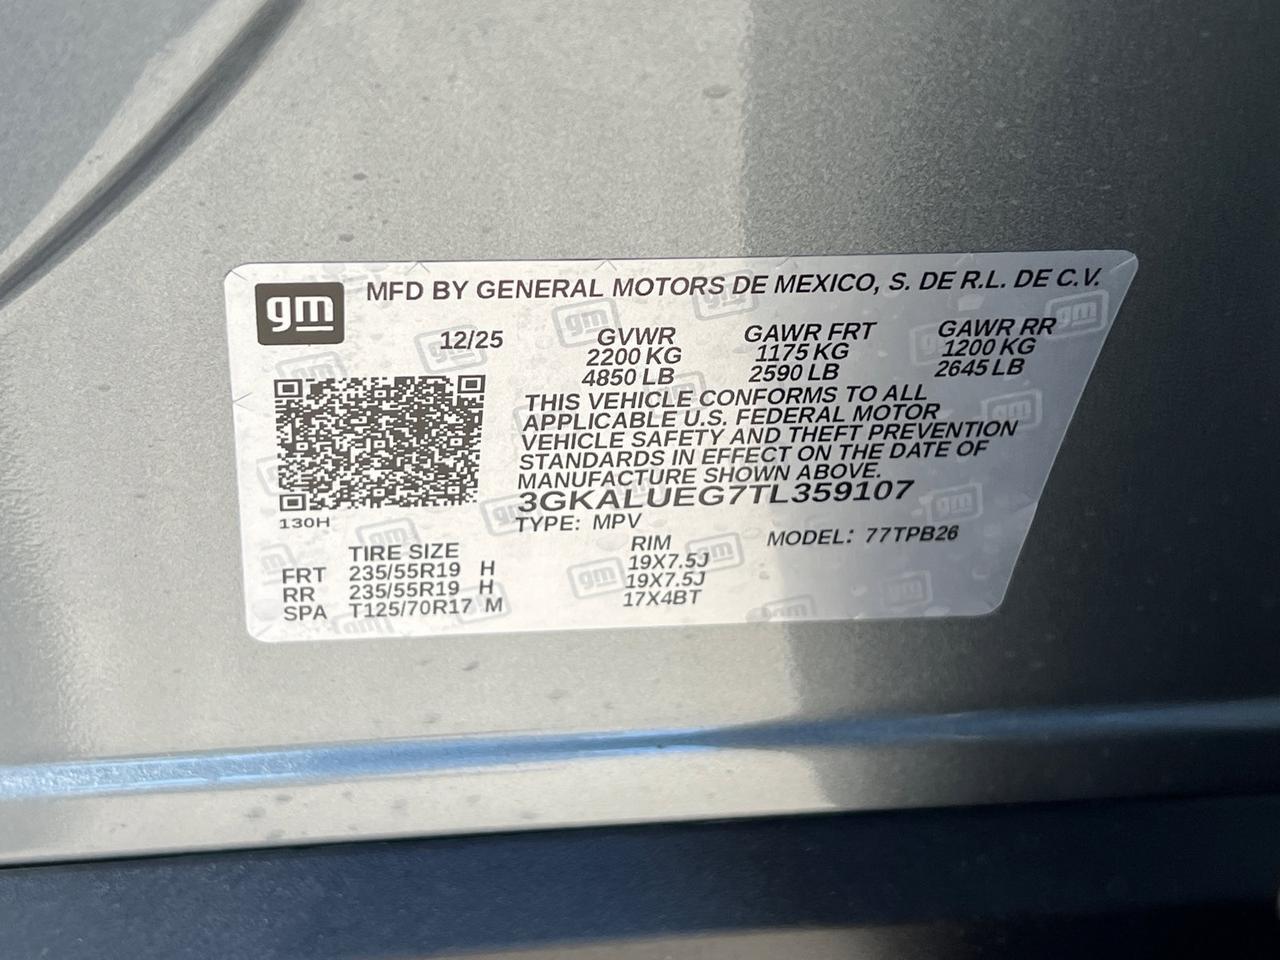 gm
MFD BY GENERAL MOTORS DE MEXICO, S. DE R.L. DE C.V.
12/25 GVWR GAWR FRT GAWR RR
2200 KG 1175 KG 1200 KG
4850 LB 2590 LB 2645 LB
THIS VEHICLE CONFORMS TO ALL
APPLICABLE U.S. FEDERAL MOTOR
VEHICLE SAFETY AND THEFT PREVENTION
STANDARDS IN EFFECT ON THE DATE OF
MANUFACTURE SHOWN ABOVE.
3GKALUEG7TL359107
130H
TYPE: MPV MODEL: 77TPB26
TIRE SIZE RIM
FRT 235/55R19 H 19X7.5J
RR 235/55R19 H 19X7.5J
SPA T125/70R17 M 17X4BT